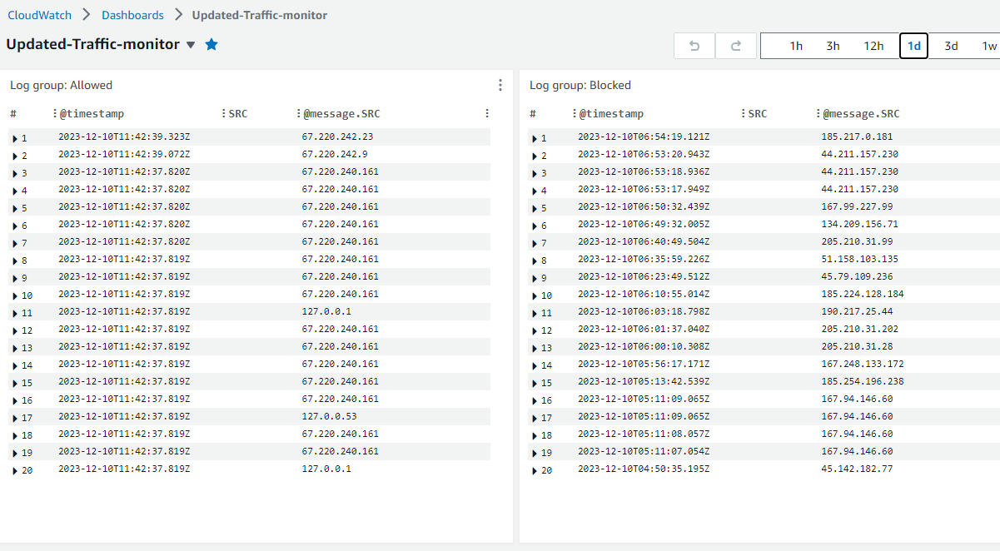 CloudWatch > Dashboards > Updated-Traffic-monitor
Updated-Traffic-monitor
1h 3h 12h 1d 3d 1w
Log group: Allowed
# @timestamp SRC @message.SRC
1 2023-12-10T11:42:39.323Z 67.220.242.23
2 2023-12-10T11:42:39.072Z 67.220.242.9
3 2023-12-10T11:42:37.820Z 67.220.240.161
4 2023-12-10T11:42:37.820Z 67.220.240.161
5 2023-12-10T11:42:37.820Z 67.220.240.161
6 2023-12-10T11:42:37.820Z 67.220.240.161
7 2023-12-10T11:42:37.820Z 67.220.240.161
8 2023-12-10T11:42:37.819Z 67.220.240.161
9 2023-12-10T11:42:37.819Z 67.220.240.161
10 2023-12-10T11:42:37.819Z 67.220.240.161
11 2023-12-10T11:42:37.819Z 127.0.0.1
12 2023-12-10T11:42:37.819Z 67.220.240.161
13 2023-12-10T11:42:37.819Z 67.220.240.161
14 2023-12-10T11:42:37.819Z 67.220.240.161
15 2023-12-10T11:42:37.819Z 67.220.240.161
16 2023-12-10T11:42:37.819Z 67.220.240.161
17 2023-12-10T11:42:37.819Z 127.0.0.53
18 2023-12-10T11:42:37.819Z 67.220.240.161
19 2023-12-10T11:42:37.819Z 67.220.240.161
20 2023-12-10T11:42:37.819Z 127.0.0.1
Log group: Blocked
# @timestamp SRC @message.SRC
1 2023-12-10T06:54:19.121Z 185.217.0.181
2 2023-12-10T06:53:20.943Z 44.211.157.230
3 2023-12-10T06:53:18.936Z 44.211.157.230
4 2023-12-10T06:53:17.949Z 44.211.157.230
5 2023-12-10T06:50:32.439Z 167.99.227.99
6 2023-12-10T06:49:32.005Z 134.209.156.71
7 2023-12-10T06:40:49.504Z 205.210.31.99
8 2023-12-10T06:35:59.226Z 51.158.103.135
9 2023-12-10T06:23:49.512Z 45.79.109.236
10 2023-12-10T06:10:55.014Z 185.224.128.184
11 2023-12-10T06:03:18.798Z 190.217.25.44
12 2023-12-10T06:01:37.040Z 205.210.31.202
13 2023-12-10T06:00:10.308Z 205.210.31.28
14 2023-12-10T05:56:17.171Z 167.248.133.172
15 2023-12-10T05:13:42.539Z 185.254.196.238
16 2023-12-10T05:11:09.065Z 167.94.146.60
17 2023-12-10T05:11:09.065Z 167.94.146.60
18 2023-12-10T05:11:08.057Z 167.94.146.60
19 2023-12-10T05:11:07.054Z 167.94.146.60
20 2023-12-10T04:50:35.195Z 45.142.182.77